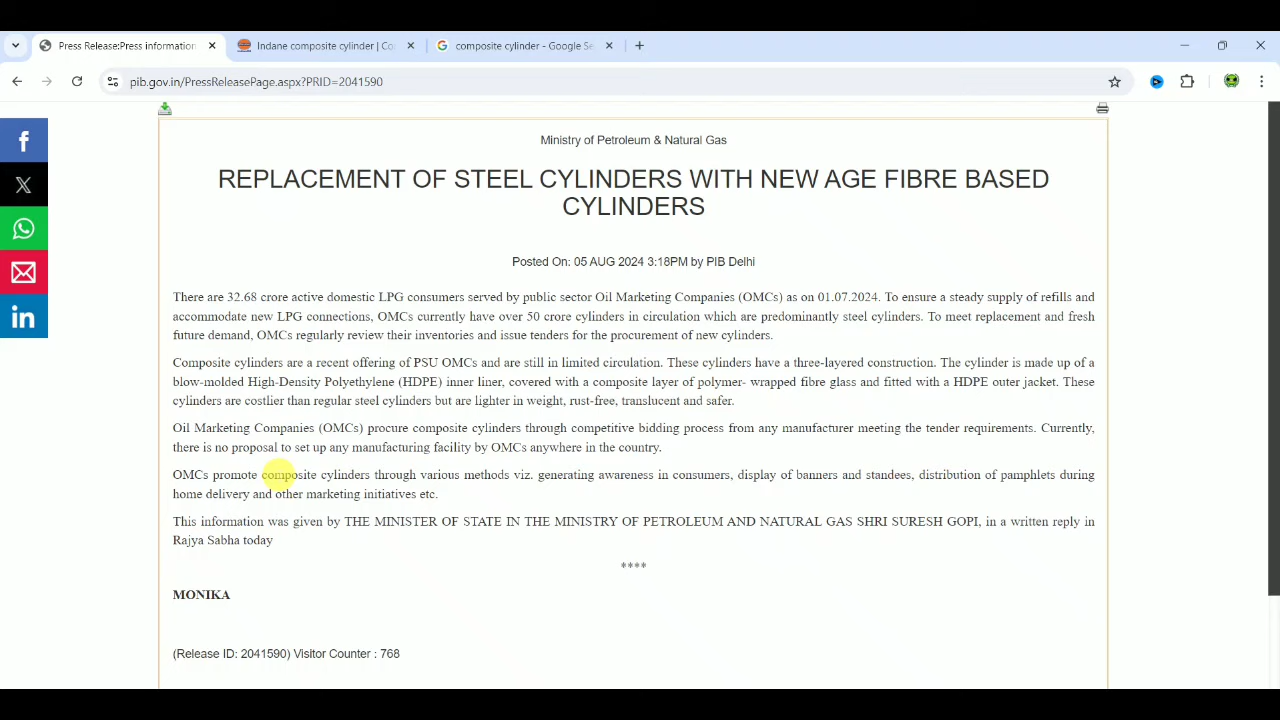 Press Release:Press information
Indane composite cylinder | Co
composite cylinder - Google Se
pib.gov.in/PressReleasePage.aspx?PRID=2041590
Ministry of Petroleum & Natural Gas
REPLACEMENT OF STEEL CYLINDERS WITH NEW AGE FIBRE BASED
CYLINDERS
Posted On: 05 AUG 2024 3:18PM by PIB Delhi
There are 32.68 crore active domestic LPG consumers served by public sector Oil Marketing Companies (OMCs) as on 01.07.2024. To ensure a steady supply of refills and
accommodate new LPG connections, OMCs currently have over 50 crore cylinders in circulation which are predominantly steel cylinders. To meet replacement and fresh
future demand, OMCs regularly review their inventories and issue tenders for the procurement of new cylinders.
Composite cylinders are a recent offering of PSU OMCs and are still in limited circulation. These cylinders have a three-layered construction. The cylinder is made up of a
blow-molded High-Density Polyethylene (HDPE) inner liner, covered with a composite layer of polymer- wrapped fibre glass and fitted with a HDPE outer jacket. These
cylinders are costlier than regular steel cylinders but are lighter in weight, rust-free, translucent and safer.
Oil Marketing Companies (OMCs) procure composite cylinders through competitive bidding process from any manufacturer meeting the tender requirements. Currently,
there is no proposal to set up any manufacturing facility by OMCs anywhere in the country.
OMCs promote composite cylinders through various methods viz. generating awareness in consumers, display of banners and standees, distribution of pamphlets during
home delivery and other marketing initiatives etc.
This information was given by THE MINISTER OF STATE IN THE MINISTRY OF PETROLEUM AND NATURAL GAS SHRI SURESH GOPI, in a written reply in
Rajya Sabha today
****
MONIKA
(Release ID: 2041590) Visitor Counter : 768